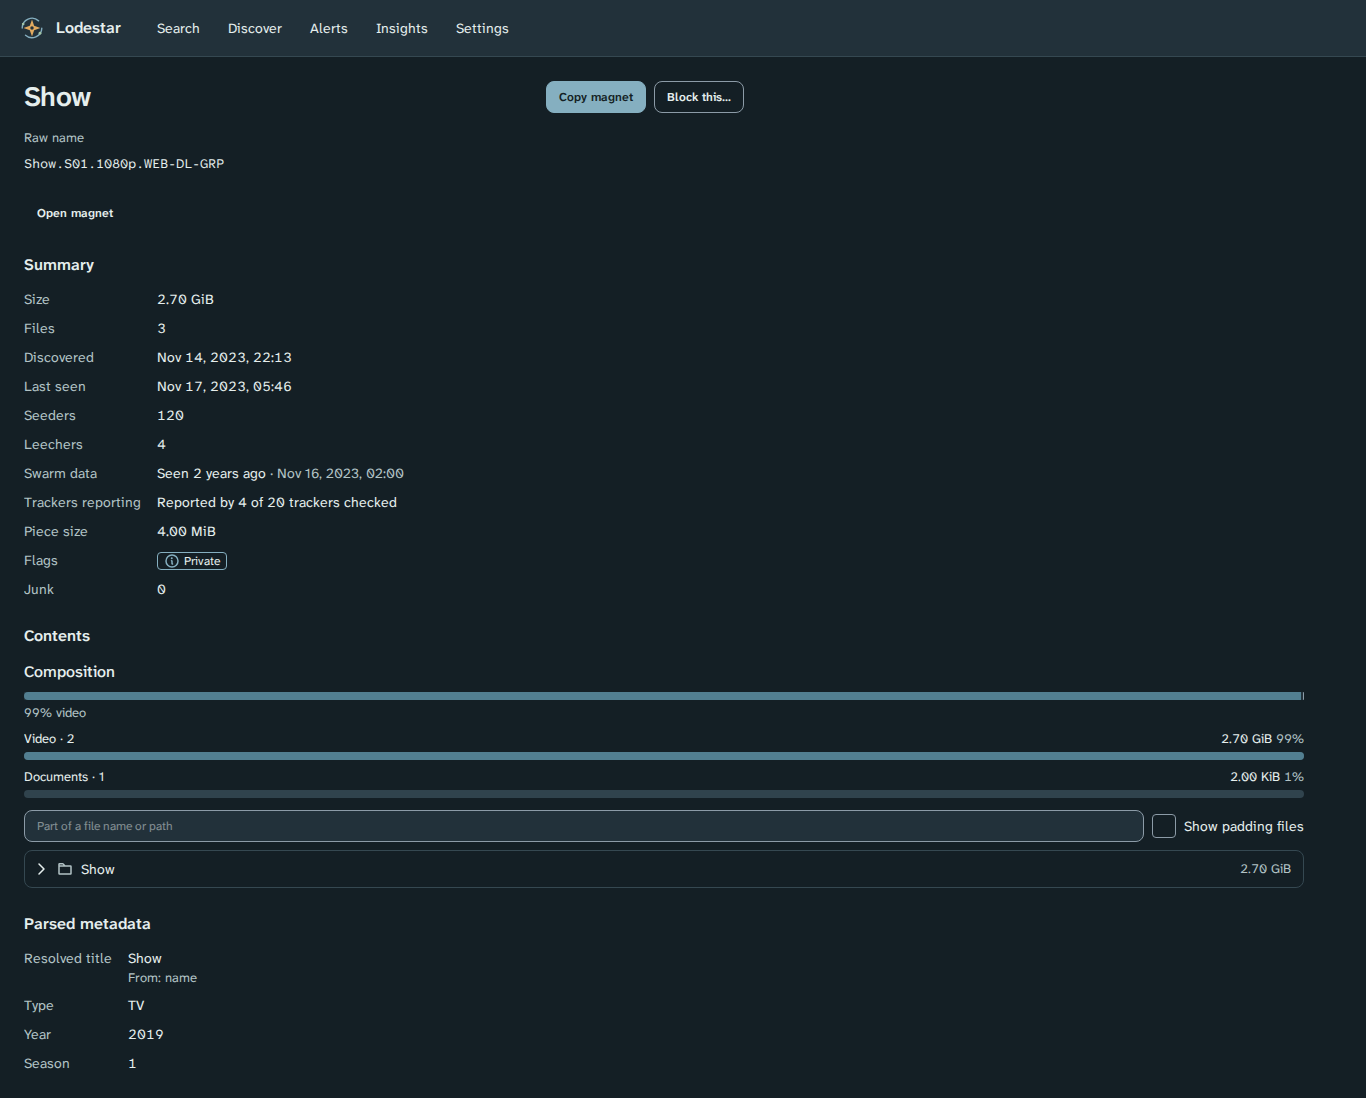 Lodestar Search Discover Alerts Insights Settings
Show Copy magnet Block this...
Raw name
Show.S01.1080p.WEB-DL-GRP
Open magnet
Summary
Size 2.70 GiB
Files 3
Discovered Nov 14, 2023, 22:13
Last seen Nov 17, 2023, 05:46
Seeders 120
Leechers 4
Swarm data Seen 2 years ago · Nov 16, 2023, 02:00
Trackers reporting Reported by 4 of 20 trackers checked
Piece size 4.00 MiB
Flags Private
Junk 0
Contents
Composition
99% video
Video · 2 2.70 GiB 99%
Documents · 1 2.00 KiB 1%
Part of a file name or path Show padding files
Show 2.70 GiB
Parsed metadata
Resolved title Show
From: name
Type TV
Year 2019
Season 1